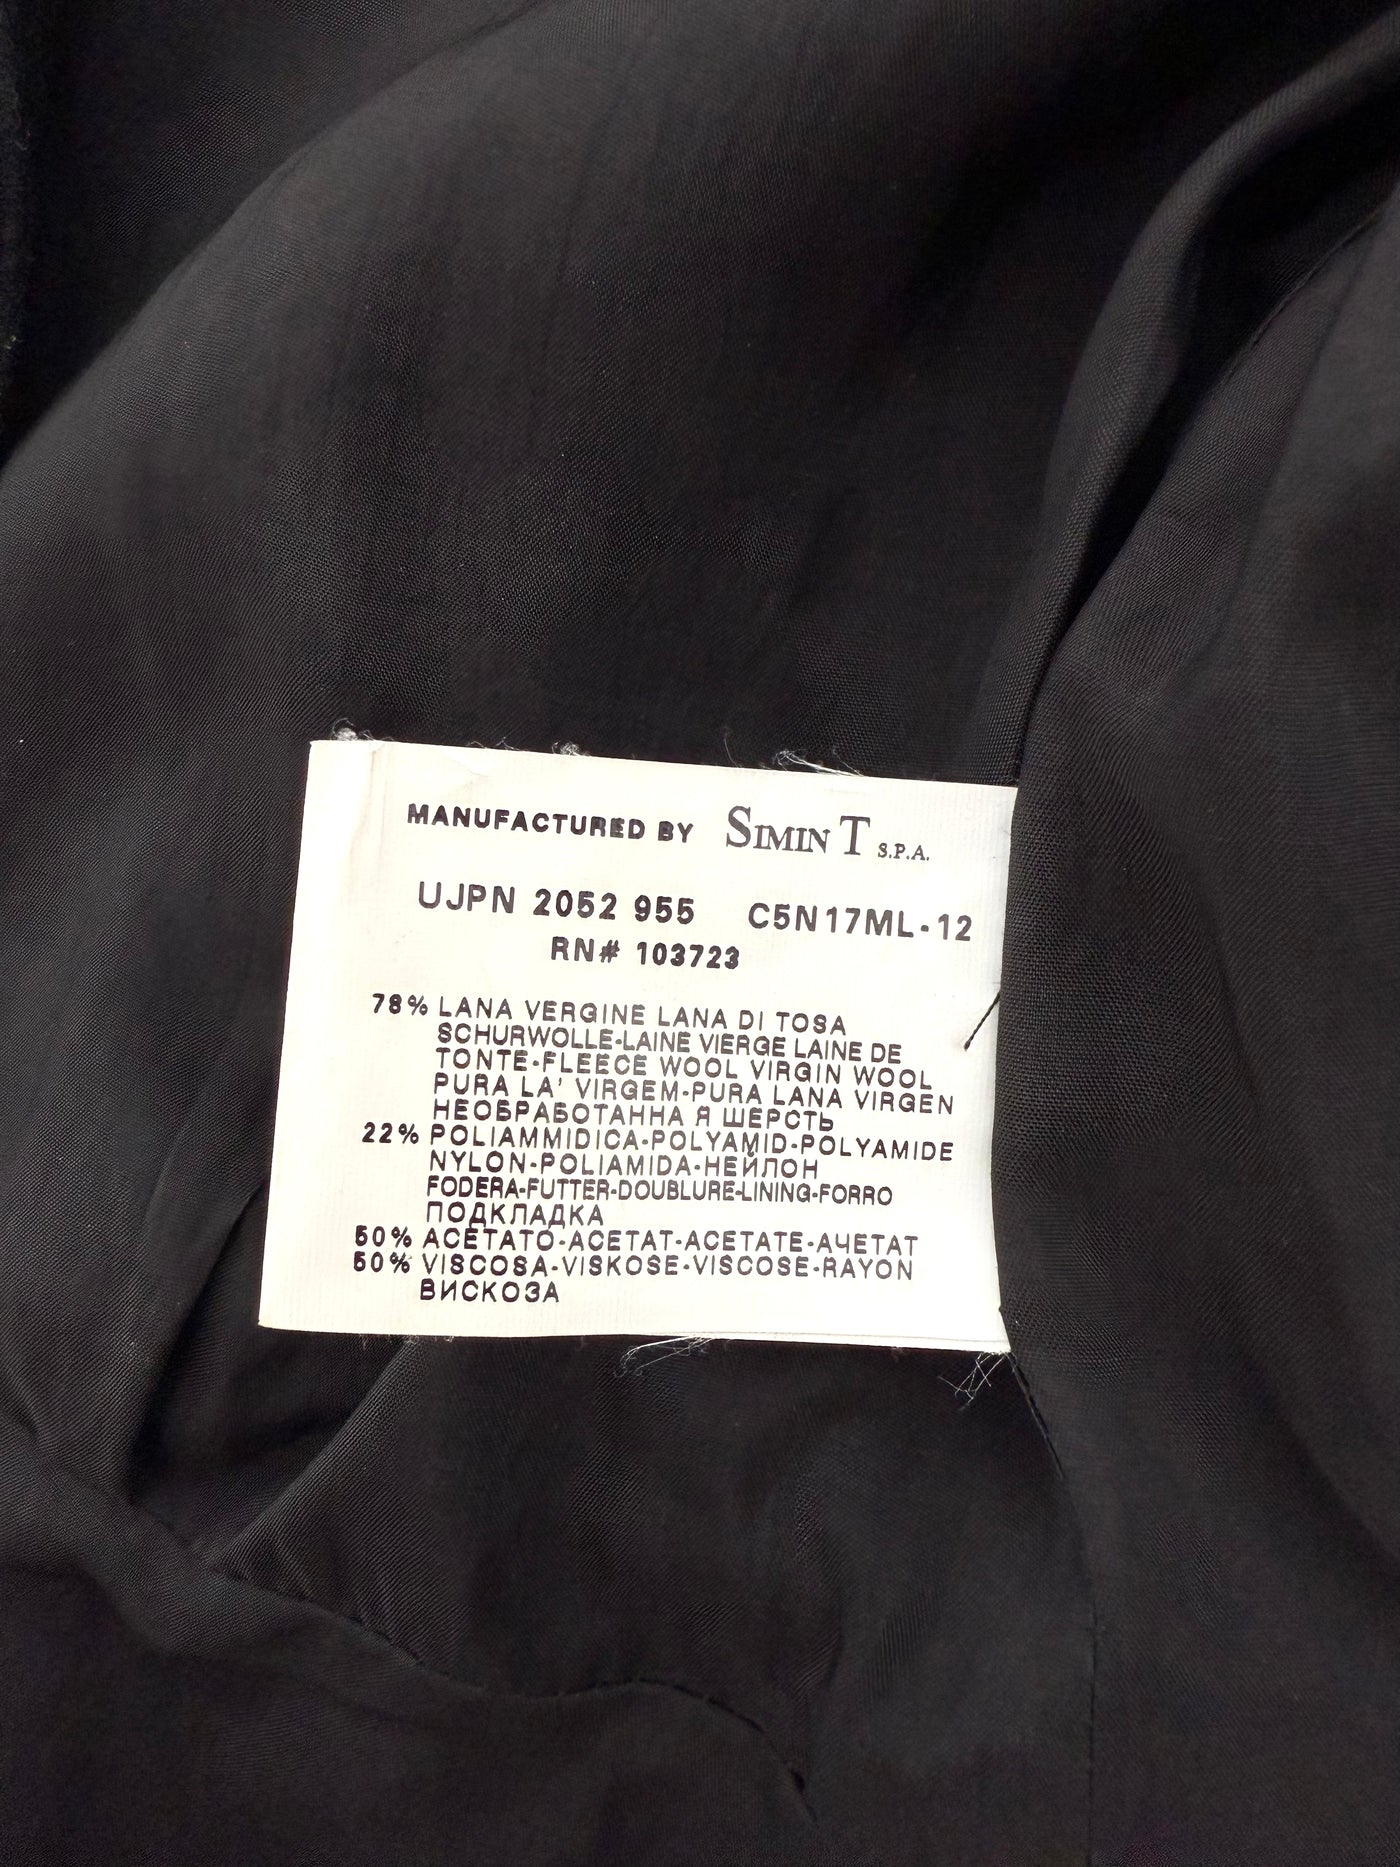 MANUFACTURED BY SIMIN T S.P.A.
UJPN 2052 955 C5N17ML-12
RN# 103723
78% LANA VERGINE LANA DI TOSA
SCHURWOLLE-LAINE VIERGE LAINE DE
TONTE-FLEECE WOOL VIRGIN WOOL
PURA LA' VIRGEM-PURA LANA VIRGEN
НЕОБРАБОТАННА Я ШЕРСТЬ
22% POLIAMMIDICA-POLYAMID-POLYAMIDE
NYLON-POLIAMIDA-НЕЙЛОН
FODERA-FUTTER-DOUBLURE-LINING-FORRO
ПОДКЛАДКА
50% ACETATO-ACETAT-ACETATE-АЧЕТАТ
50% VISCOSA-VISKOSE-VISCOSE-RAYON
ВИСКОЗА